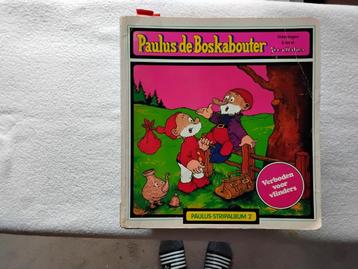 Paulus de Boskabouter
Verboden
voor
vlinders
PAULUS-STRIPALBUM 2